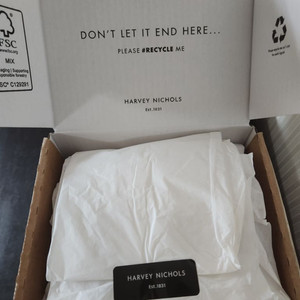 FSC
MIX
DON'T LET IT END HERE...
PLEASE #RECYCLE ME
HARVEY NICHOLS
Est.1831
HARVEY NICHOLS
Est.1831